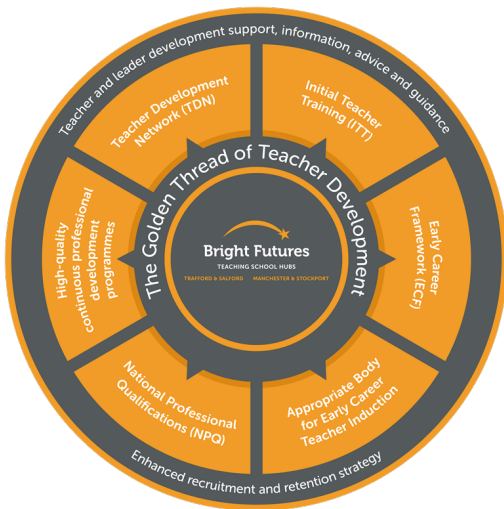 Teacher and leader development support, information, advice and guidance
Teacher Development
Network (TDN)
Initial Teacher
Training (ITT)
Early Career
Framework (ECF)
Appropriate Body
for Early Career
Teacher Induction
National Professional
Qualifications (NPQ)
High-quality
continuous professional
development
programmes
The Golden Thread of Teacher Development
Bright Futures
TEACHING SCHOOL HUBS
TRAFFORD & SALFORD MANCHESTER & STOCKPORT
Enhanced recruitment and retention strategy